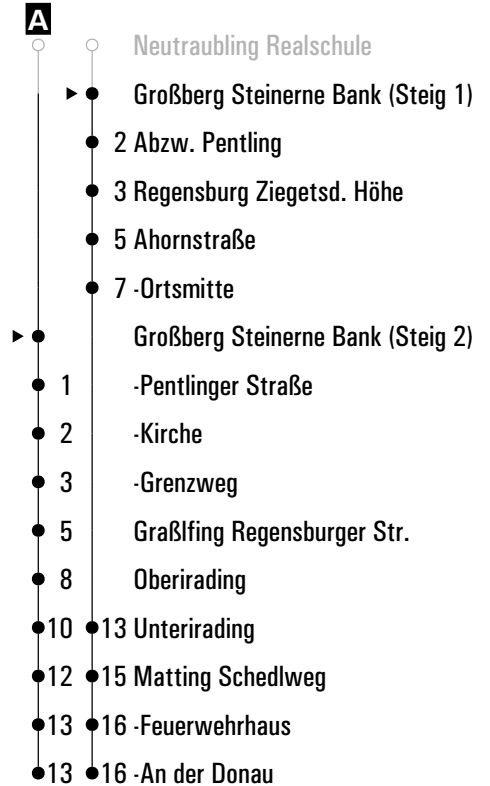 A
Neutraubling Realschule
Großberg Steinerne Bank (Steig 1)
2 Abzw. Pentling
3 Regensburg Ziegetsd. Höhe
5 Ahornstraße
7 -Ortsmitte
Großberg Steinerne Bank (Steig 2)
1 -Pentlinger Straße
2 -Kirche
3 -Grenzweg
5 Graßlfing Regensburger Str.
8 Oberirading
10 13 Unterirading
12 15 Matting Schedlweg
13 16 -Feuerwehrhaus
13 16 -An der Donau